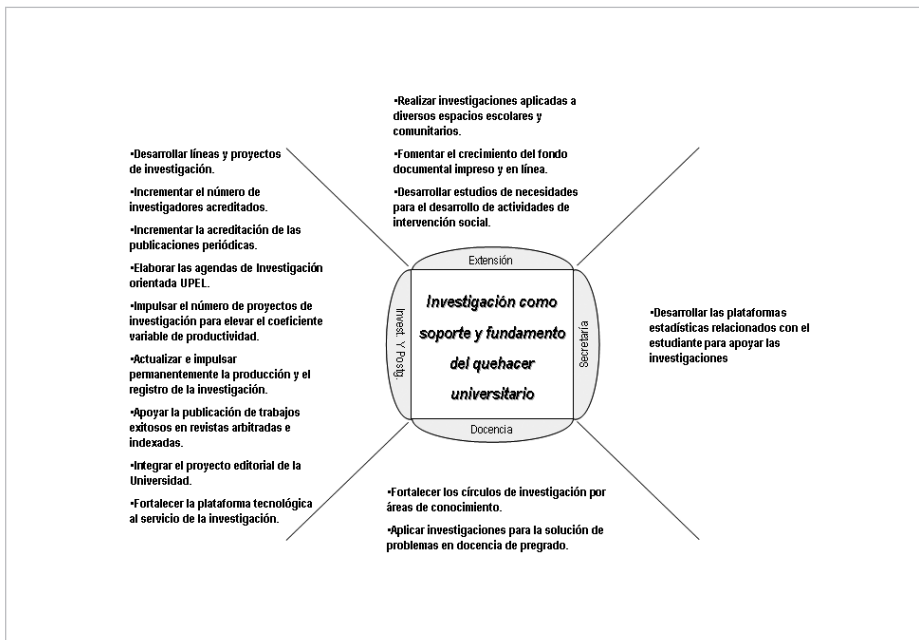 •Realizar investigaciones aplicadas a
diversos espacios escolares y
comunitarios.
•Fomentar el crecimiento del fondo
documental impreso y en línea.
•Desarrollar estudios de necesidades
para el desarrollo de actividades de
intervención social.
•Desarrollar líneas y proyectos
de investigación.
•Incrementar el número de
investigadores acreditados.
•Incrementar la acreditación de las
publicaciones periódicas.
•Elaborar las agendas de Investigación
orientada UPEL.
•Impulsar el número de proyectos de
investigación para elevar el coeficiente
variable de productividad.
•Actualizar e impulsar
permanentemente la producción y el
registro de la investigación.
•Apoyar la publicación de trabajos
exitosos en revistas arbitradas e
indexadas.
•Integrar el proyecto editorial de la
Universidad.
•Fortalecer la plataforma tecnológica
al servicio de la investigación.
Extensión
Invest. Y Postg.
Investigación como
soporte y fundamento
del quehacer
universitario
Secretaría
Docencia
•Desarrollar las plataformas
estadísticas relacionados con el
estudiante para apoyar las
investigaciones
•Fortalecer los círculos de investigación por
áreas de conocimiento.
•Aplicar investigaciones para la solución de
problemas en docencia de pregrado.